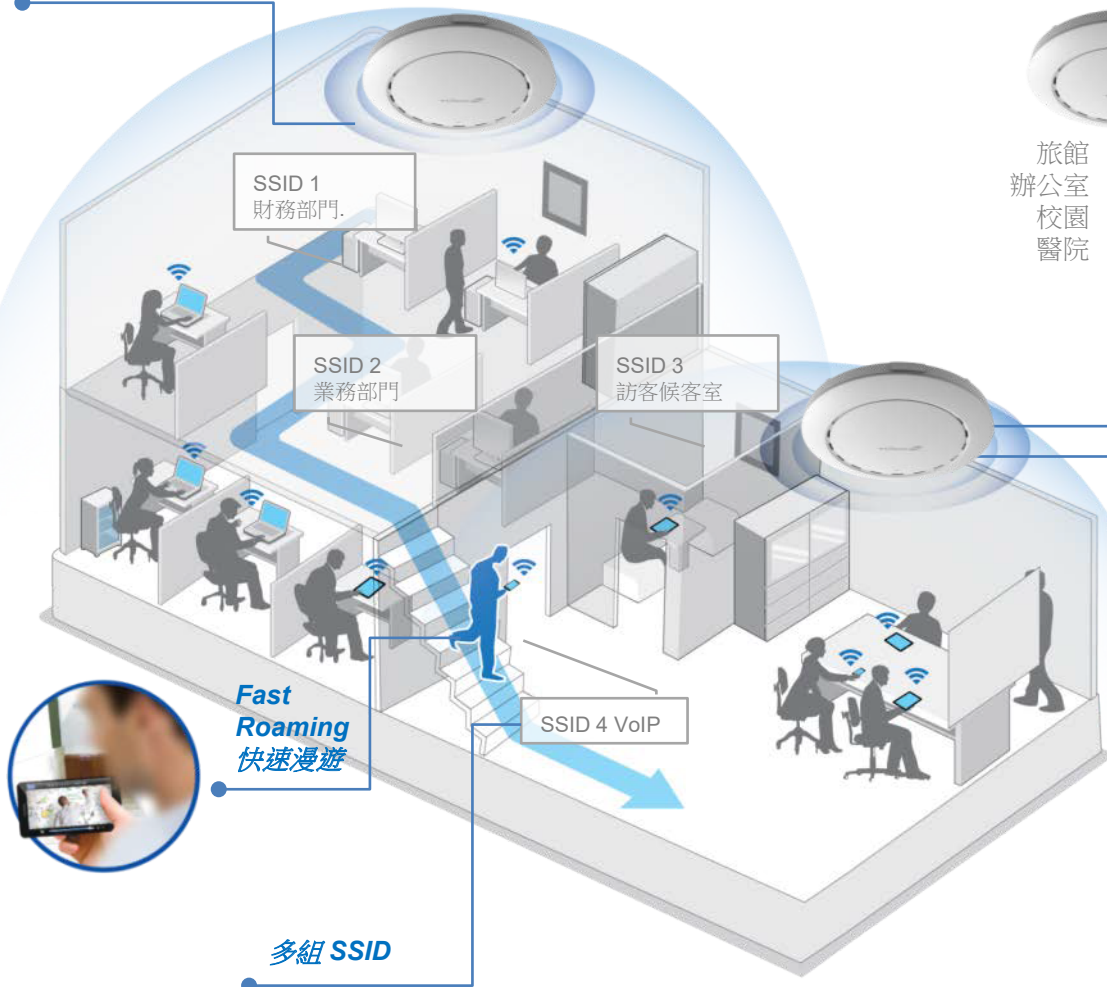 旅館
辦公室
校園
醫院
SSID 1
財務部門.
SSID 2
業務部門
SSID 3
訪客候客室
SSID 4 VoIP
Fast
Roaming
快速漫遊
多組 SSID